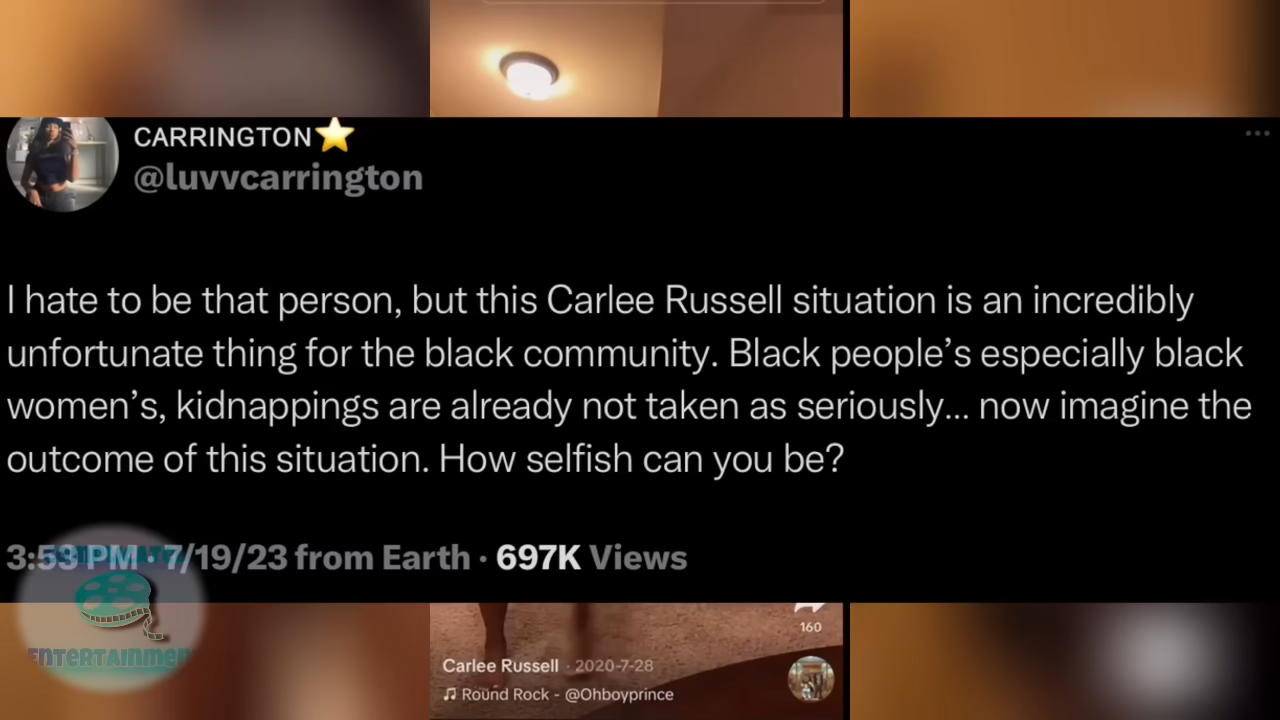 CARRINGTON⭐
@luvvcarrington
I hate to be that person, but this Carlee Russell situation is an incredibly
unfortunate thing for the black community. Black people’s especially black
women’s, kidnappings are already not taken as seriously... now imagine the
outcome of this situation. How selfish can you be?
3:53 PM · 7/19/23 from Earth · 697K Views
160
Carlee Russell · 2020-7-28
Round Rock - @Ohboyprince
ENTERTAINMENT